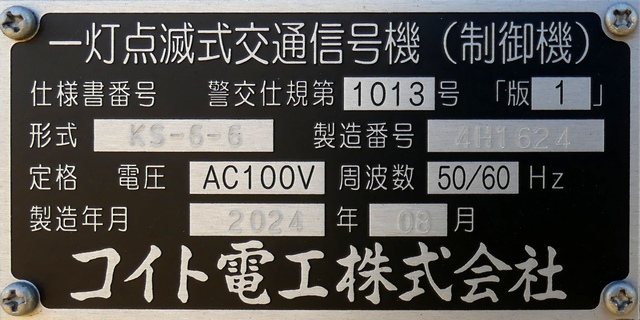 一灯点滅式交通信号機（制御機）
仕様書番号 警交仕規第 1013 号 「版 1 」
形式 KS-6-6 製造番号 4H1624
定格 電圧 AC100V 周波数 50/60 Hz
製造年月 2024 年 08 月
コイト電工株式会社